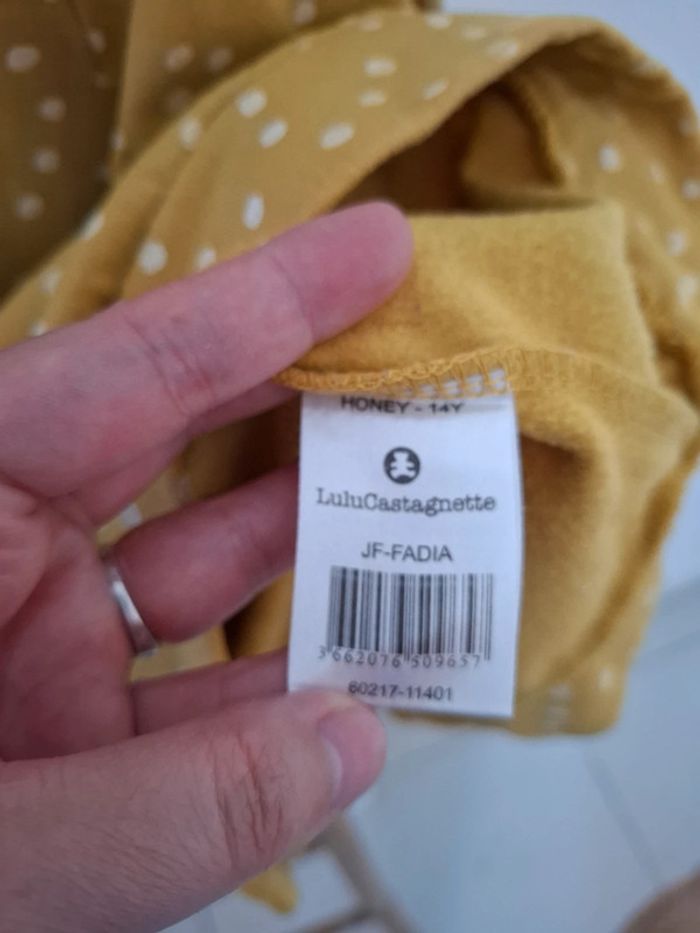 HONEY - 14Y
LuluCastagnette
JF-FADIA
3 662076 509657
60217-11401